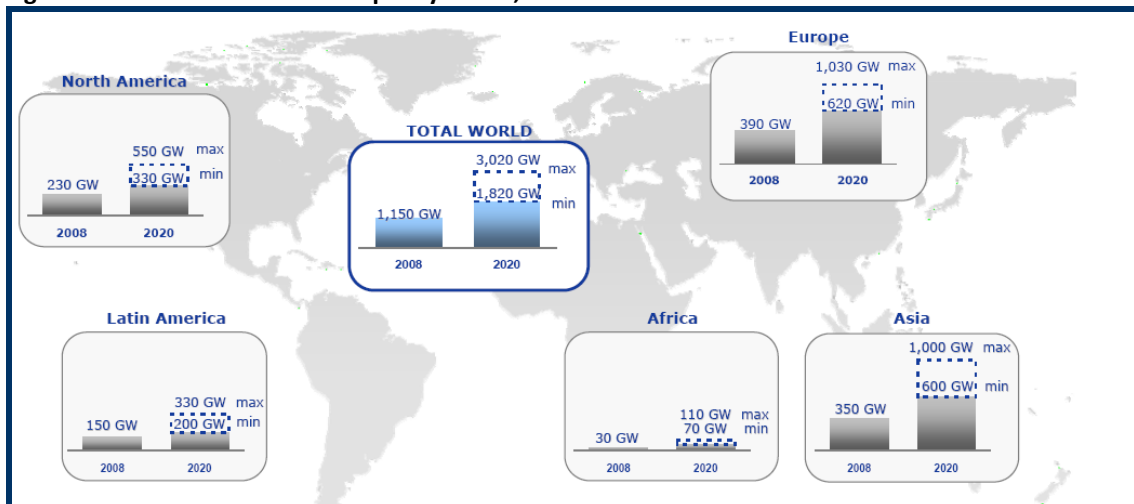 Europe
1,030 GW max
620 GW min
390 GW
2008 2020
North America
550 GW max
330 GW min
230 GW
2008 2020
TOTAL WORLD
3,020 GW max
1,820 GW min
1,150 GW
2008 2020
Latin America
330 GW max
200 GW min
150 GW
2008 2020
Africa
110 GW max
70 GW min
30 GW
2008 2020
Asia
1,000 GW max
600 GW min
350 GW
2008 2020